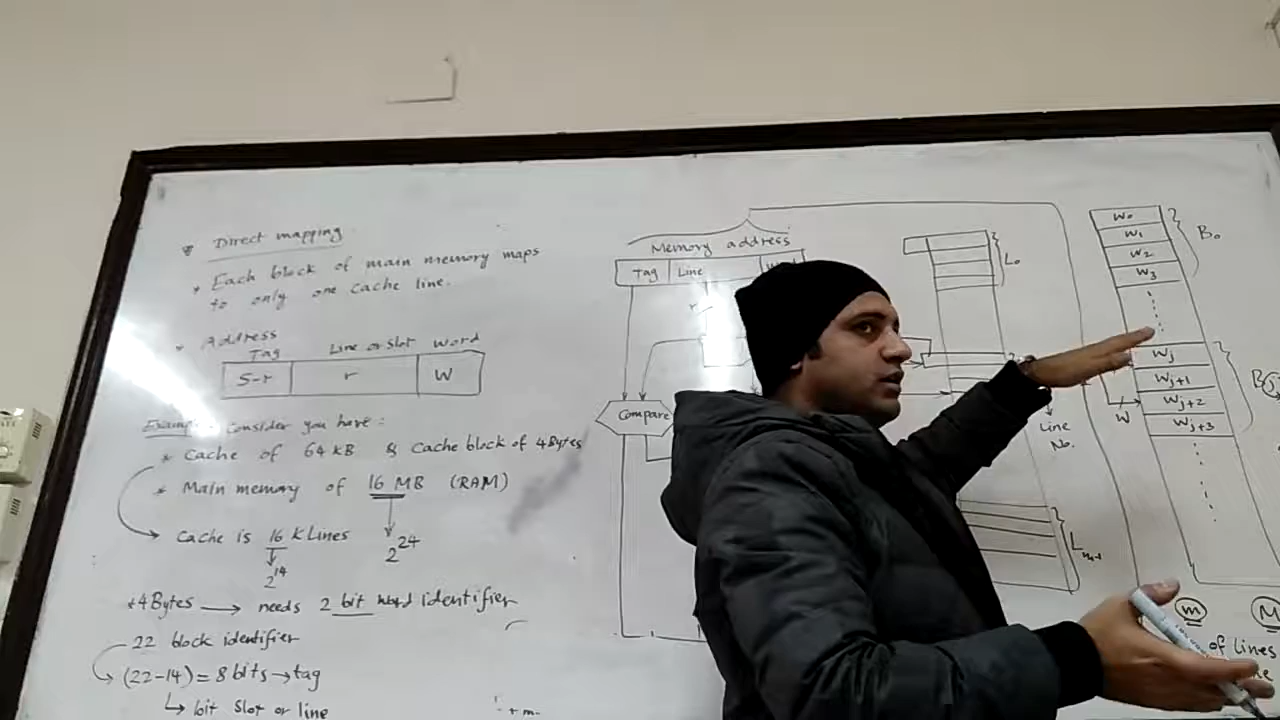 Direct mapping
* Each block of main memory maps
to only one cache line.
* Address
Tag Line or slot word
S-r r W
Example: Consider you have:
* Cache of 64 kB & Cache block of 4Bytes
* Main memory of 16 MB (RAM)
Cache is 16 k Lines
2^14
2^24
*4Bytes → needs 2 bit word identifier
22 block identifier
(22-14) = 8 bits → tag
bit slot or line
Memory address
Tag Line
Compare
L0
Line
No.
W0
W1
W2
W3
B0
Wj
Wj+1
Wj+2
Wj+3
W
m
M
of lines